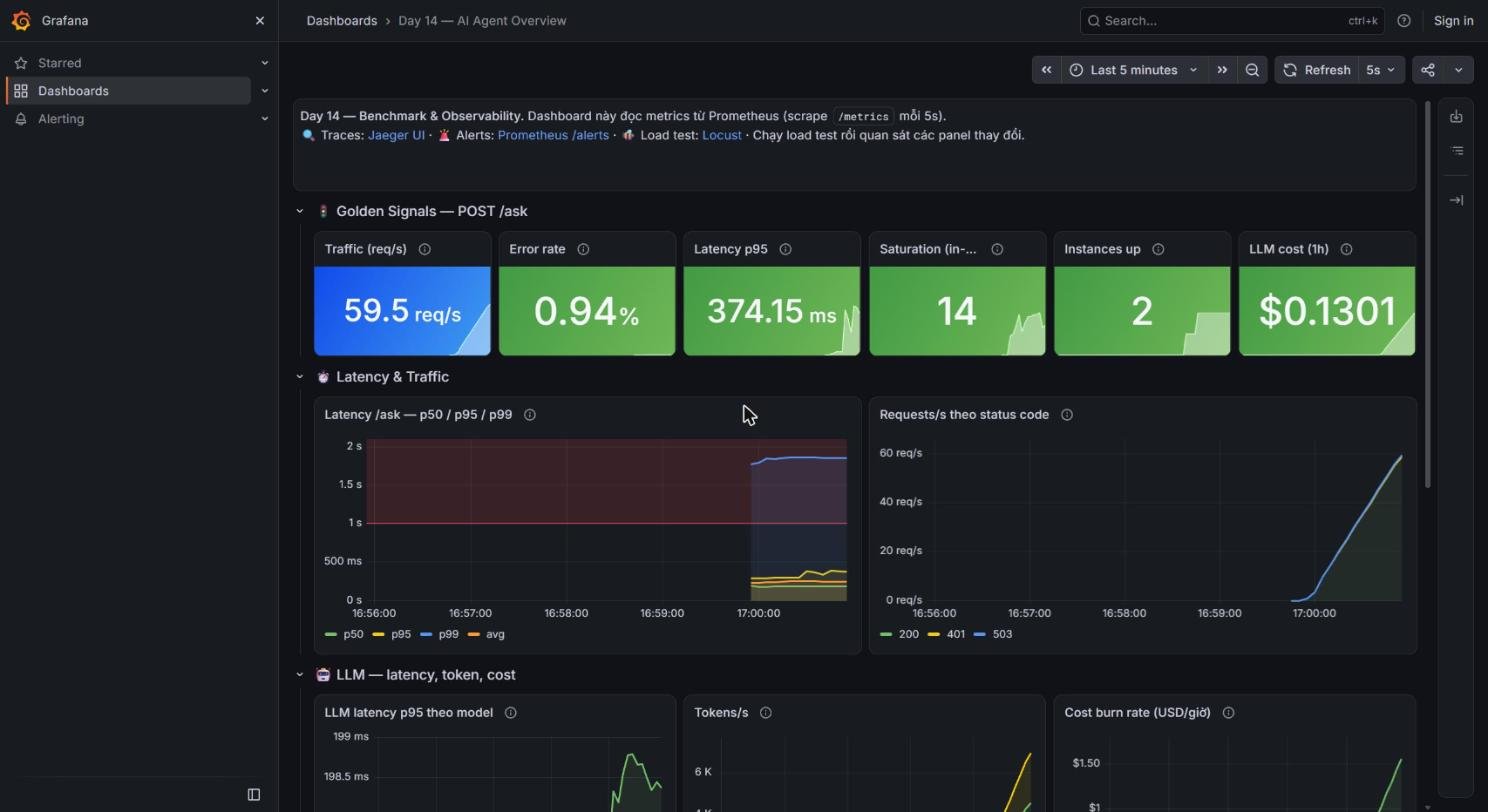 Grafana
Dashboards › Day 14 — AI Agent Overview
Search...
ctrl+k
Sign in
Starred
Dashboards
Alerting
Last 5 minutes
Refresh
5s
Day 14 — Benchmark & Observability. Dashboard này đọc metrics từ Prometheus (scrape /metrics mỗi 5s).
Traces: Jaeger UI · Alerts: Prometheus /alerts · Load test: Locust · Chạy load test rồi quan sát các panel thay đổi.
Golden Signals — POST /ask
Traffic (req/s)
59.5 req/s
Error rate
0.94%
Latency p95
374.15 ms
Saturation (in-...
14
Instances up
2
LLM cost (1h)
$0.1301
Latency & Traffic
Latency /ask — p50 / p95 / p99
2 s
1.5 s
1 s
500 ms
0 s
16:56:00 16:57:00 16:58:00 16:59:00 17:00:00
p50 p95 p99 avg
Requests/s theo status code
60 req/s
40 req/s
20 req/s
0 req/s
16:56:00 16:57:00 16:58:00 16:59:00 17:00:00
200 401 503
LLM — latency, token, cost
LLM latency p95 theo model
199 ms
198.5 ms
Tokens/s
6 K
4 K
Cost burn rate (USD/giờ)
$1.50
$1